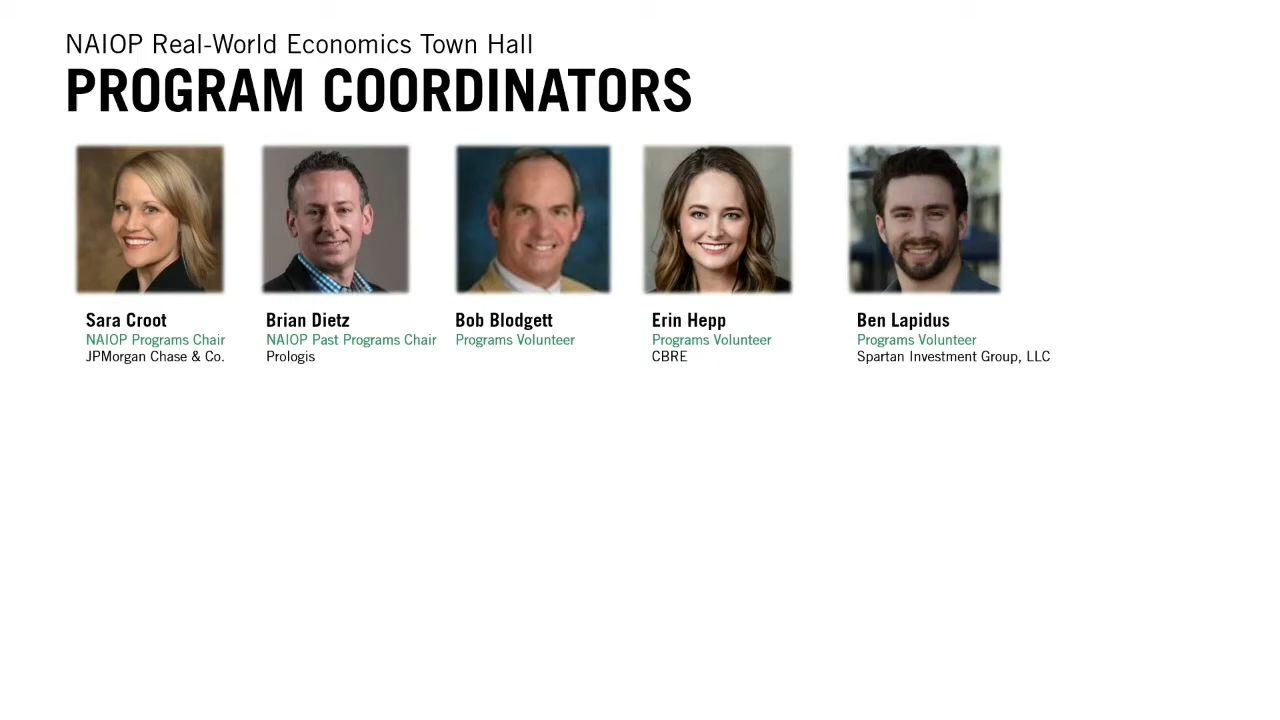 NAIOP Real-World Economics Town Hall
PROGRAM COORDINATORS
Sara Croot
NAIOP Programs Chair
JPMorgan Chase & Co.
Brian Dietz
NAIOP Past Programs Chair
Prologis
Bob Blodgett
Programs Volunteer
Erin Hepp
Programs Volunteer
CBRE
Ben Lapidus
Programs Volunteer
Spartan Investment Group, LLC